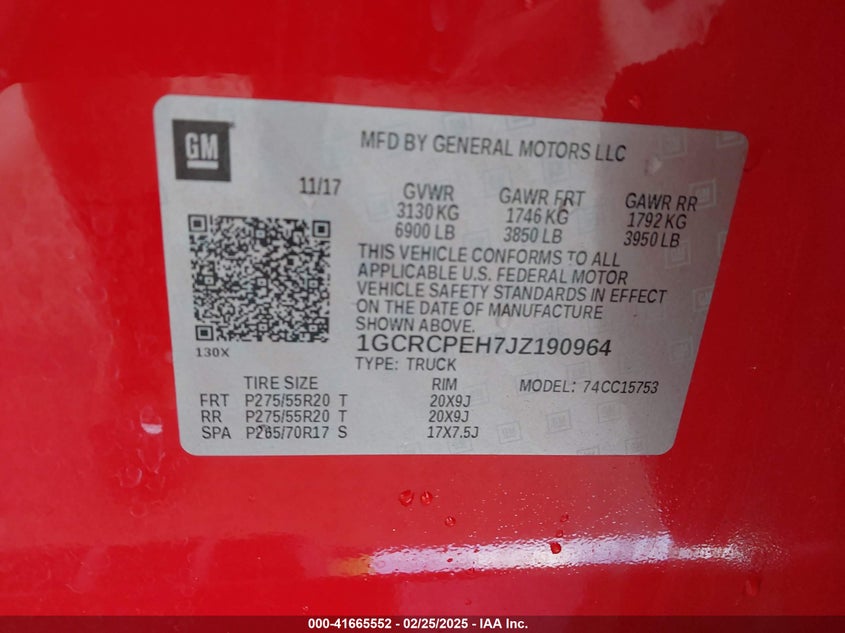 GM
MFD BY GENERAL MOTORS LLC
11/17 GVWR GAWR FRT GAWR RR
3130 KG 1746 KG 1792 KG
6900 LB 3850 LB 3950 LB
THIS VEHICLE CONFORMS TO ALL
APPLICABLE U.S. FEDERAL MOTOR
VEHICLE SAFETY STANDARDS IN EFFECT
ON THE DATE OF MANUFACTURE
SHOWN ABOVE.
130X
1GCRCPEH7JZ190964
TYPE: TRUCK
TIRE SIZE RIM MODEL: 74CC15753
FRT P275/55R20 T 20X9J
RR P275/55R20 T 20X9J
SPA P265/70R17 S 17X7.5J
000-41665552 - 02/25/2025 - IAA Inc.